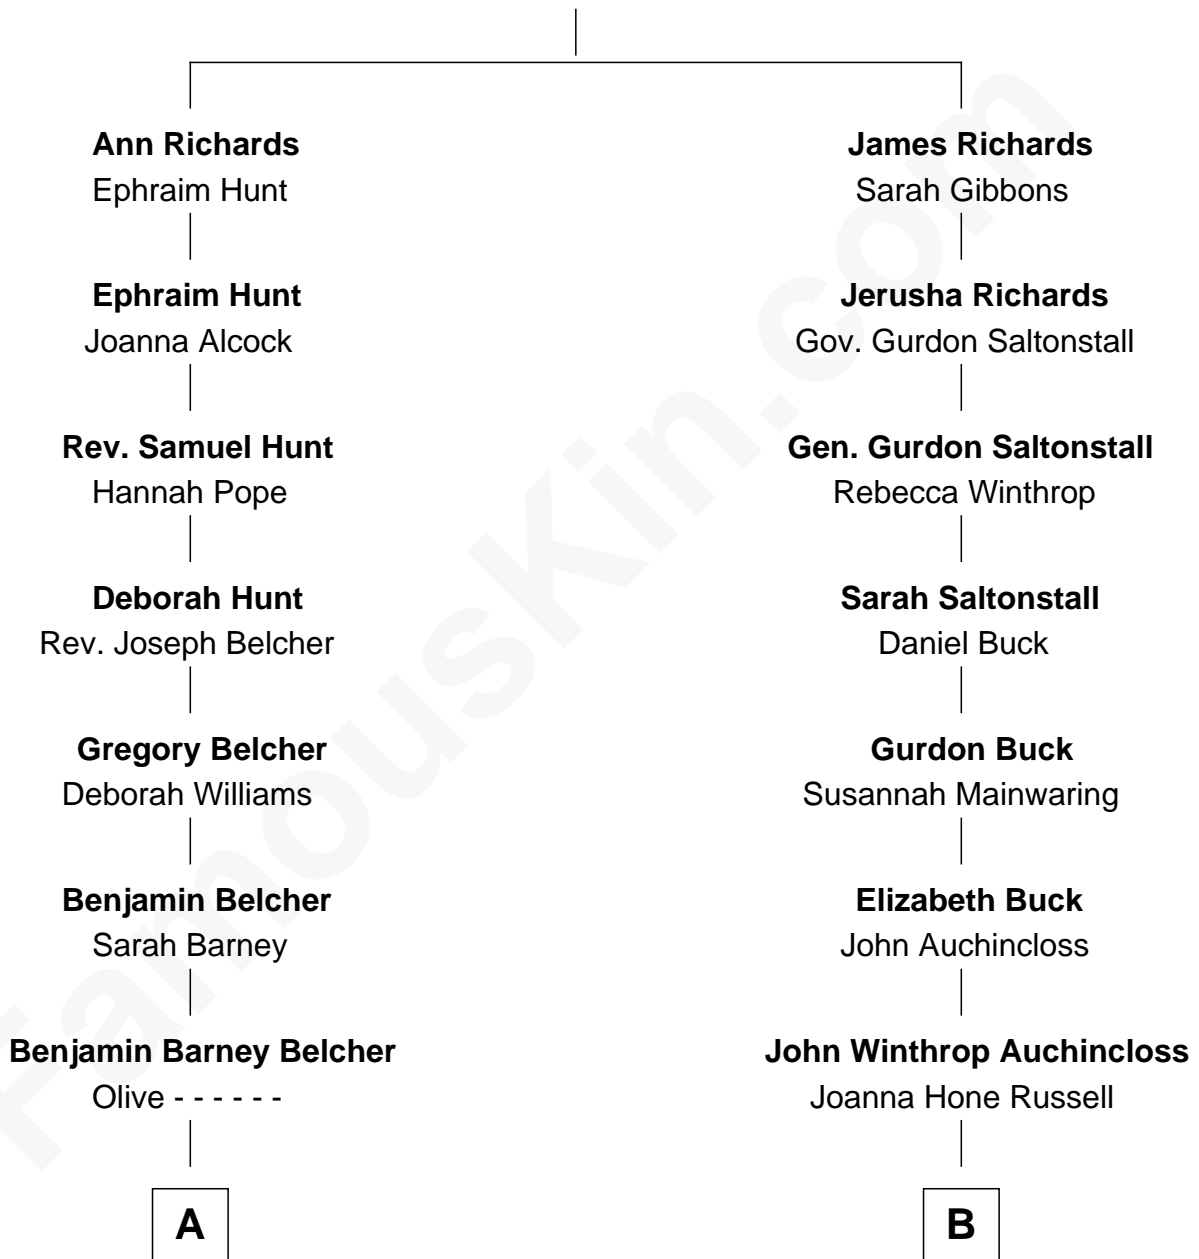 Ann Richards
Ephraim Hunt
Ephraim Hunt
Joanna Alcock
Rev. Samuel Hunt
Hannah Pope
Deborah Hunt
Rev. Joseph Belcher
Gregory Belcher
Deborah Williams
Benjamin Belcher
Sarah Barney
Benjamin Barney Belcher
Olive - - - - - -
A
James Richards
Sarah Gibbons
Jerusha Richards
Gov. Gurdon Saltonstall
Gen. Gurdon Saltonstall
Rebecca Winthrop
Sarah Saltonstall
Daniel Buck
Gurdon Buck
Susannah Mainwaring
Elizabeth Buck
John Auchincloss
John Winthrop Auchincloss
Joanna Hone Russell
B
FamousKin.com